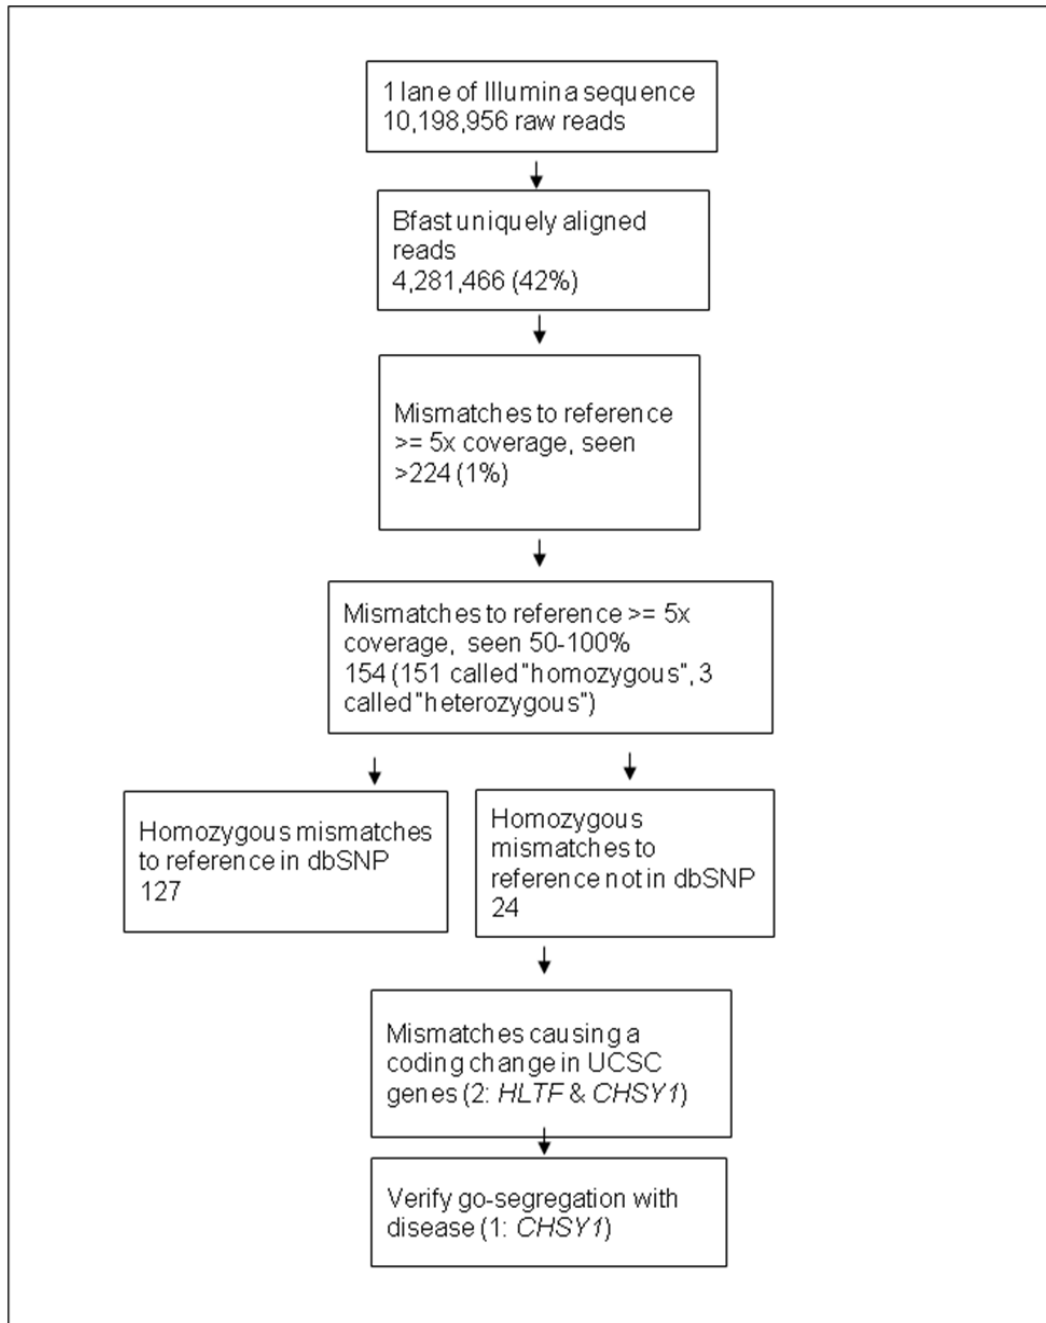 1 lane of Illumina sequence
10,198,956 raw reads
Bfast uniquely aligned
reads
4,281,466 (42%)
Mismatches to reference
>= 5x coverage, seen
>224 (1%)
Mismatches to reference >= 5x
coverage, seen 50-100%
154 (151 called "homozygous", 3
called "heterozygous")
Homozygous mismatches
to reference in dbSNP
127
Homozygous
mismatches to
reference not in dbSNP
24
Mismatches causing a
coding change in UCSC
genes (2: HLTF & CHSY1)
Verify go-segregation with
disease (1: CHSY1)